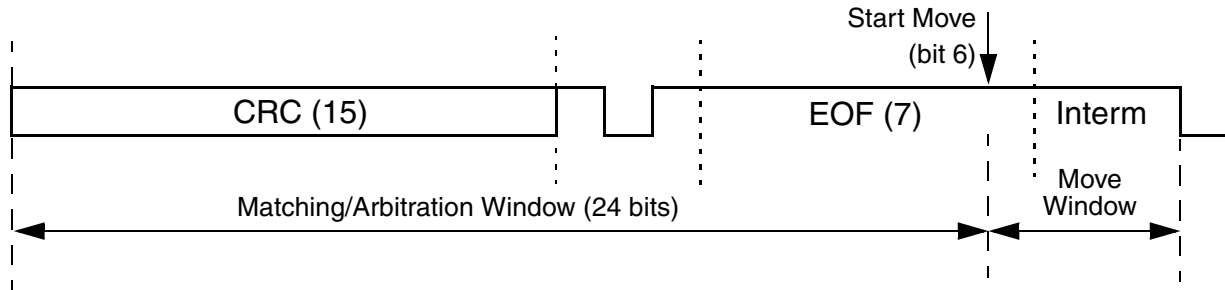 Start Move
(bit 6)
CRC (15)
EOF (7)
Interm
Matching/Arbitration Window (24 bits)
Move
Window